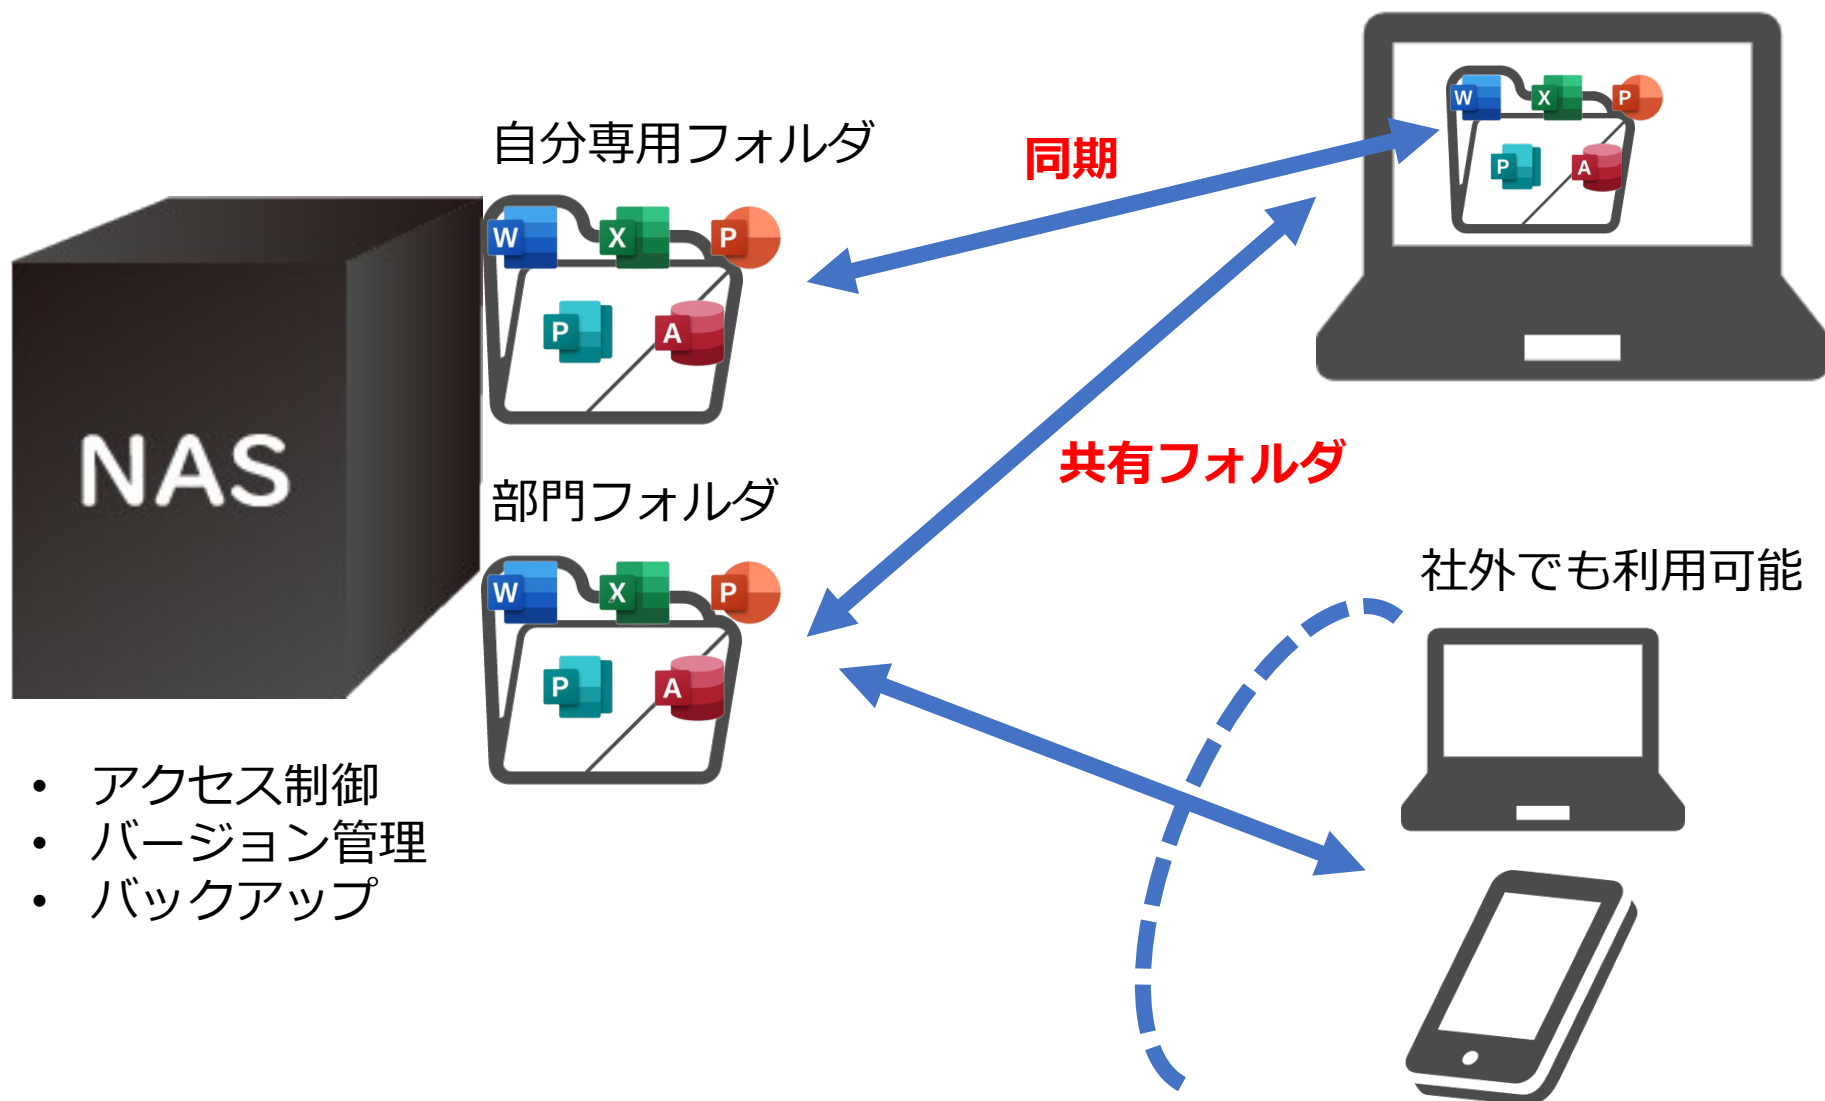 自分専用フォルダ
同期
W X P
P A
W X P
P A
NAS
共有フォルダ
部門フォルダ
W X P
P A
社外でも利用可能
• アクセス制御
• バージョン管理
• バックアップ